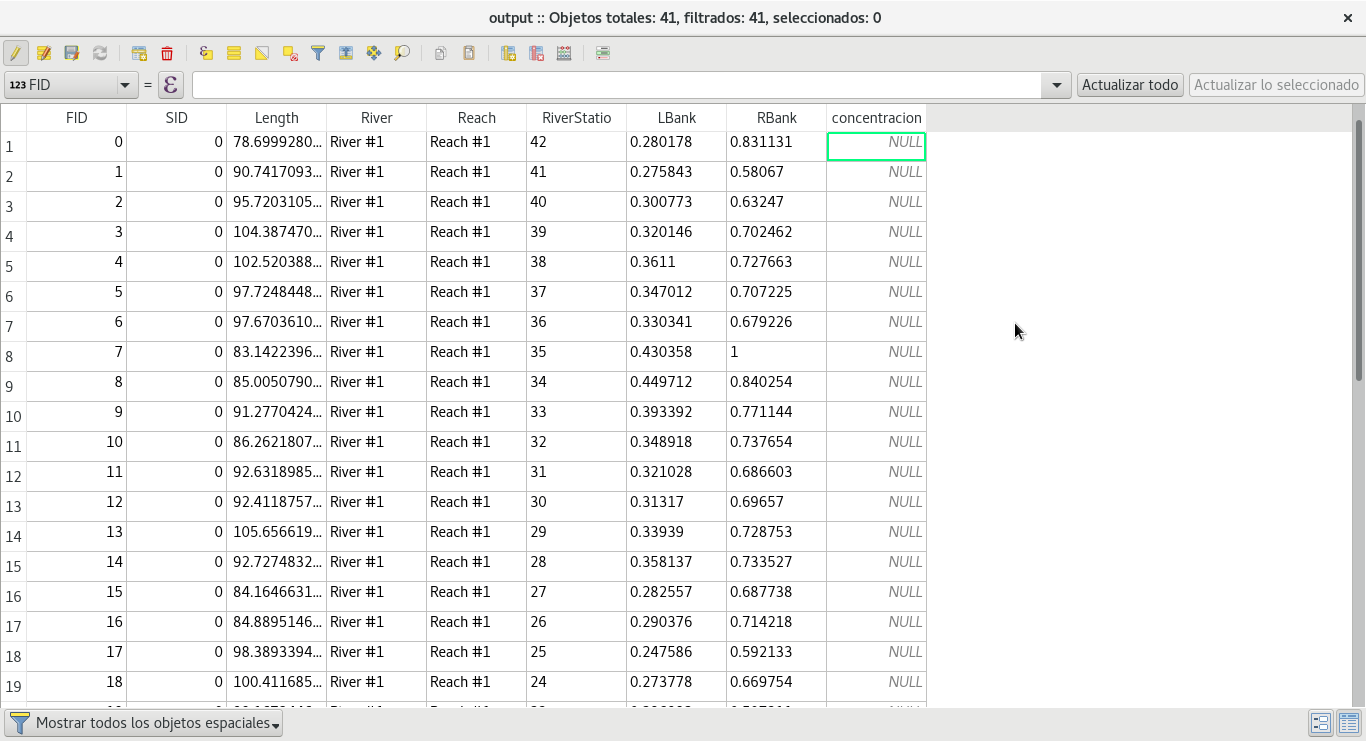 output :: Objetos totales: 41, filtrados: 41, seleccionados: 0
123 FID = ε Actualizar todo Actualizar lo seleccionado
FID SID Length River Reach RiverStatio LBank RBank concentracion
1 0 0 78.6999280... River #1 Reach #1 42 0.280178 0.831131 NULL
2 1 0 90.7417093... River #1 Reach #1 41 0.275843 0.58067 NULL
3 2 0 95.7203105... River #1 Reach #1 40 0.300773 0.63247 NULL
4 3 0 104.387470... River #1 Reach #1 39 0.320146 0.702462 NULL
5 4 0 102.520388... River #1 Reach #1 38 0.3611 0.727663 NULL
6 5 0 97.7248448... River #1 Reach #1 37 0.347012 0.707225 NULL
7 6 0 97.6703610... River #1 Reach #1 36 0.330341 0.679226 NULL
8 7 0 83.1422396... River #1 Reach #1 35 0.430358 1 NULL
9 8 0 85.0050790... River #1 Reach #1 34 0.449712 0.840254 NULL
10 9 0 91.2770424... River #1 Reach #1 33 0.393392 0.771144 NULL
11 10 0 86.2621807... River #1 Reach #1 32 0.348918 0.737654 NULL
12 11 0 92.6318985... River #1 Reach #1 31 0.321028 0.686603 NULL
13 12 0 92.4118757... River #1 Reach #1 30 0.31317 0.69657 NULL
14 13 0 105.656619... River #1 Reach #1 29 0.33939 0.728753 NULL
15 14 0 92.7274832... River #1 Reach #1 28 0.358137 0.733527 NULL
16 15 0 84.1646631... River #1 Reach #1 27 0.282557 0.687738 NULL
17 16 0 84.8895146... River #1 Reach #1 26 0.290376 0.714218 NULL
18 17 0 98.3893394... River #1 Reach #1 25 0.247586 0.592133 NULL
19 18 0 100.411685... River #1 Reach #1 24 0.273778 0.669754 NULL
Mostrar todos los objetos espaciales